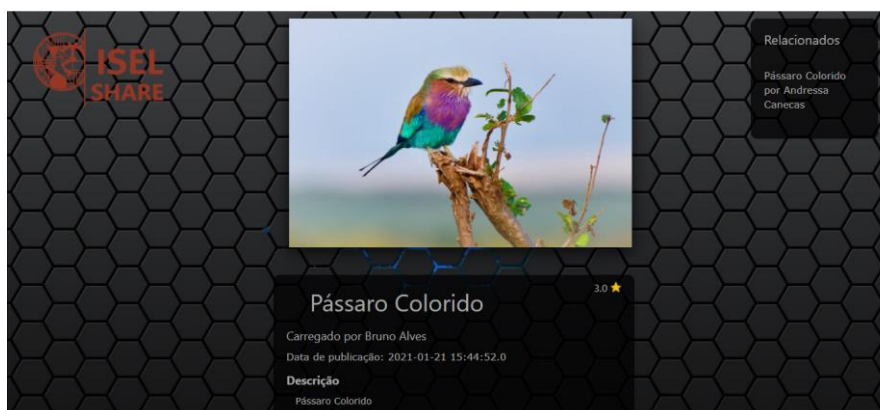 ISEL
SHARE
Relacionados
Pássaro Colorido
por Andressa
Canecas
3.0
Pássaro Colorido
Carregado por Bruno Alves
Data de publicação: 2021-01-21 15:44:52.0
Descrição
Pássaro Colorido